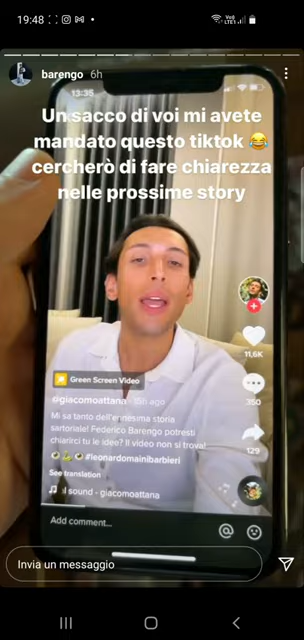 19:48
barengo 6h
13:35
Un sacco di voi mi avete
mandato questo tiktok 😂
cercherò di fare chiarezza
nelle prossime story
11,6K
Green Screen Video
@giacomoattana · 15h ago
350
Mi sa tanto dell'ennesima storia
sartoriale! Federico Barengo potresti
chiarirci tu le idee? Il video non si trova!
#leonardomainibarbieri
129
See translation
sound - giacomoattana
Add comment...
Invia un messaggio